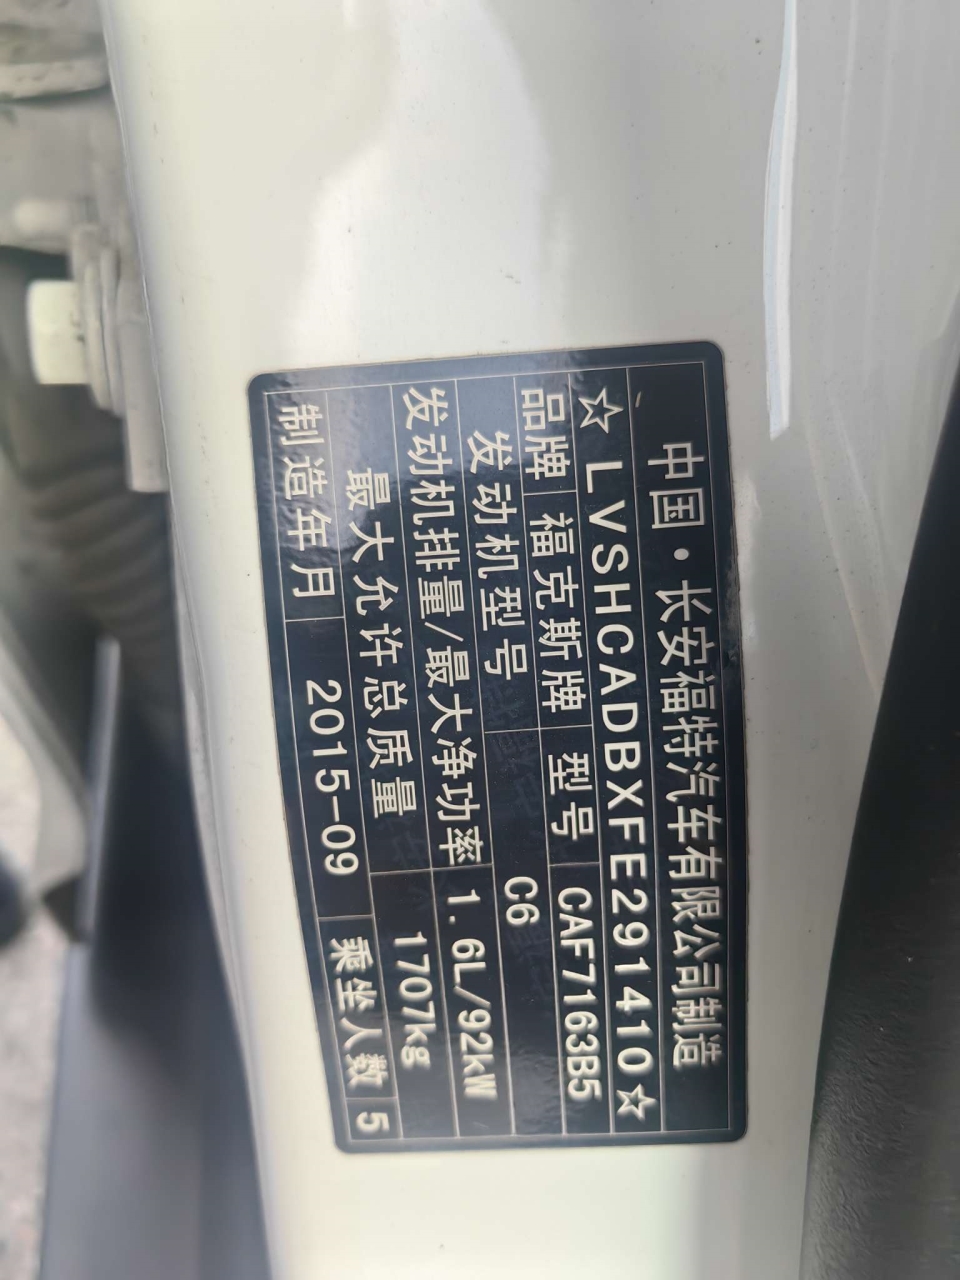 中国·长安福特汽车有限公司制造
☆LVSHCADBXFE291410☆
品牌 福克斯牌 型号 CAF7163B5
发动机型号 C6
发动机排量/最大净功率 1.6L/92kW
最大允许总质量 1707kg
制造年月 2015-09 乘坐人数 5